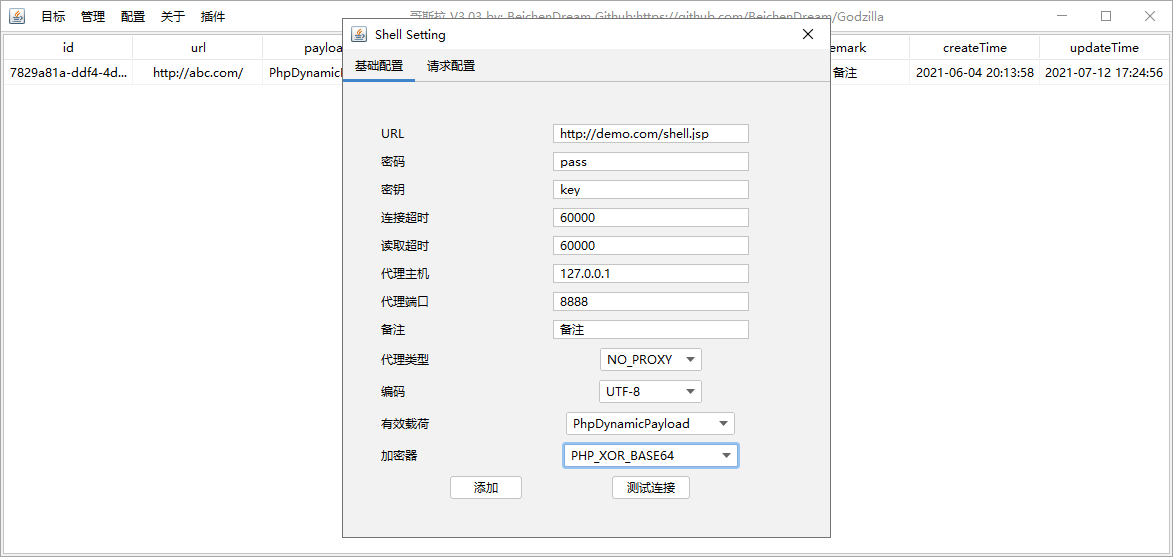 目标 管理 配置 关于 插件 哥斯拉 V3.03 by: BeichenDream Github:https://github.com/BeichenDream/Godzilla
id url payloa emark createTime updateTime
7829a81a-ddf4-4d... http://abc.com/ PhpDynamicP 备注 2021-06-04 20:13:58 2021-07-12 17:24:56
Shell Setting
基础配置 请求配置
URL http://demo.com/shell.jsp
密码 pass
密钥 key
连接超时 60000
读取超时 60000
代理主机 127.0.0.1
代理端口 8888
备注 备注
代理类型 NO_PROXY
编码 UTF-8
有效载荷 PhpDynamicPayload
加密器 PHP_XOR_BASE64
添加 测试连接